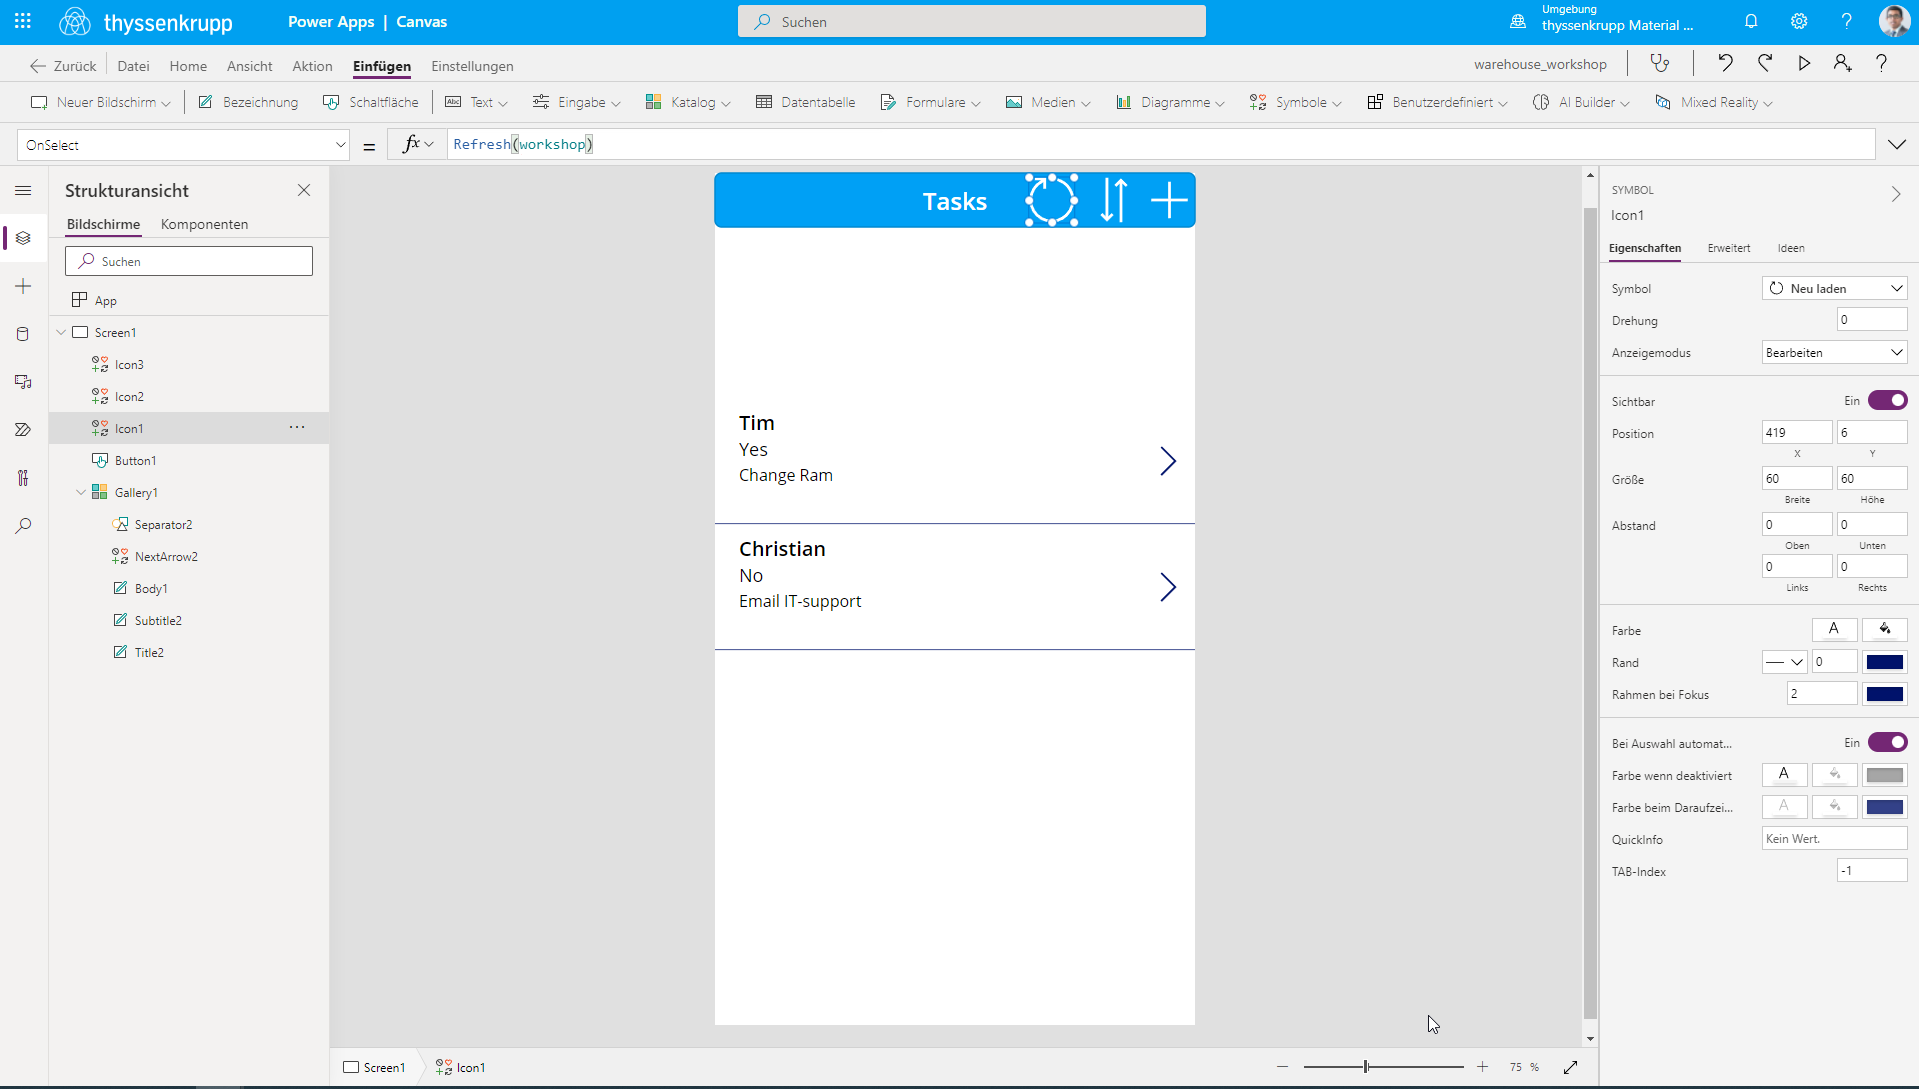 thyssenkrupp
Power Apps | Canvas
Suchen
Umgebung
thyssenkrupp Material ...
Zurück
Datei
Home
Ansicht
Aktion
Einfügen
Einstellungen
warehouse_workshop
Neuer Bildschirm
Bezeichnung
Schaltfläche
Abc
Text
Eingabe
Katalog
Datentabelle
Formulare
Medien
Diagramme
Symbole
Benutzerdefiniert
AI Builder
Mixed Reality
OnSelect
=
fx
Refresh(workshop)
Strukturansicht
Bildschirme
Komponenten
Suchen
App
Screen1
Icon3
Icon2
Icon1
...
Button1
Gallery1
Separator2
NextArrow2
Body1
Subtitle2
Title2
Tasks
Tim
Yes
Change Ram
Christian
No
Email IT-support
Screen1
Icon1
75 %
SYMBOL
Icon1
Eigenschaften
Erweitert
Ideen
Symbol
Neu laden
Drehung
0
Anzeigemodus
Bearbeiten
Sichtbar
Ein
Position
419
6
X
Y
Größe
60
60
Breite
Höhe
Abstand
0
0
Oben
Unten
0
0
Links
Rechts
Farbe
A
Rand
0
Rahmen bei Fokus
2
Bei Auswahl automat...
Ein
Farbe wenn deaktiviert
A
Farbe beim Daraufzei...
A
QuickInfo
Kein Wert.
TAB-Index
-1